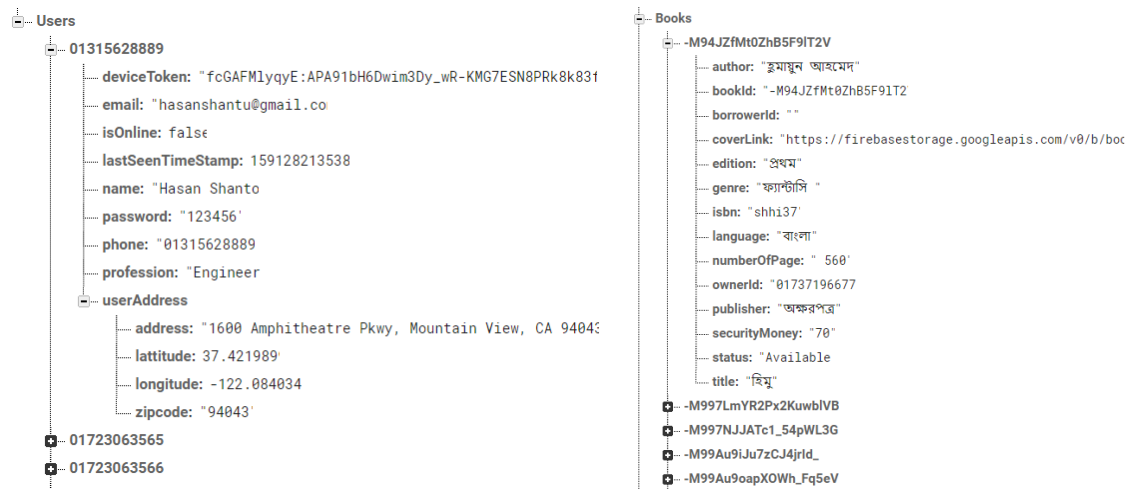 Users
01315628889
deviceToken: "fcGAFMlyqyE:APA91bH6Dwim3Dy_wR-KMG7ESN8PRk8k83f
email: "hasanshantu@gmail.co
isOnline: false
lastSeenTimeStamp: 159128213538
name: "Hasan Shanto
password: "123456'
phone: "01315628889
profession: "Engineer
userAddress
address: "1600 Amphitheatre Pkwy, Mountain View, CA 94043
lattitude: 37.421989
longitude: -122.084034
zipcode: "94043'
01723063565
01723063566
Books
-M94JZfMt0ZhB5F9lT2V
author: "হুমায়ুন আহমেদ"
bookId: "-M94JZfMt0ZhB5F9lT2
borrowerId: ""
coverLink: "https://firebasestorage.googleapis.com/v0/b/boo
edition: "প্রথম"
genre: "ফ্যান্টাসি "
isbn: "shhi37'
language: "বাংলা"
numberOfPage: " 560'
ownerId: "01737196677
publisher: "অক্ষরপত্র"
securityMoney: "70"
status: "Available
title: "হিমু"
-M997LmYR2Px2KuwblVB
-M997NJJATc1_54pWL3G
-M99Au9iJu7zCJ4jrId_
-M99Au9oapXOWh_Fq5eV